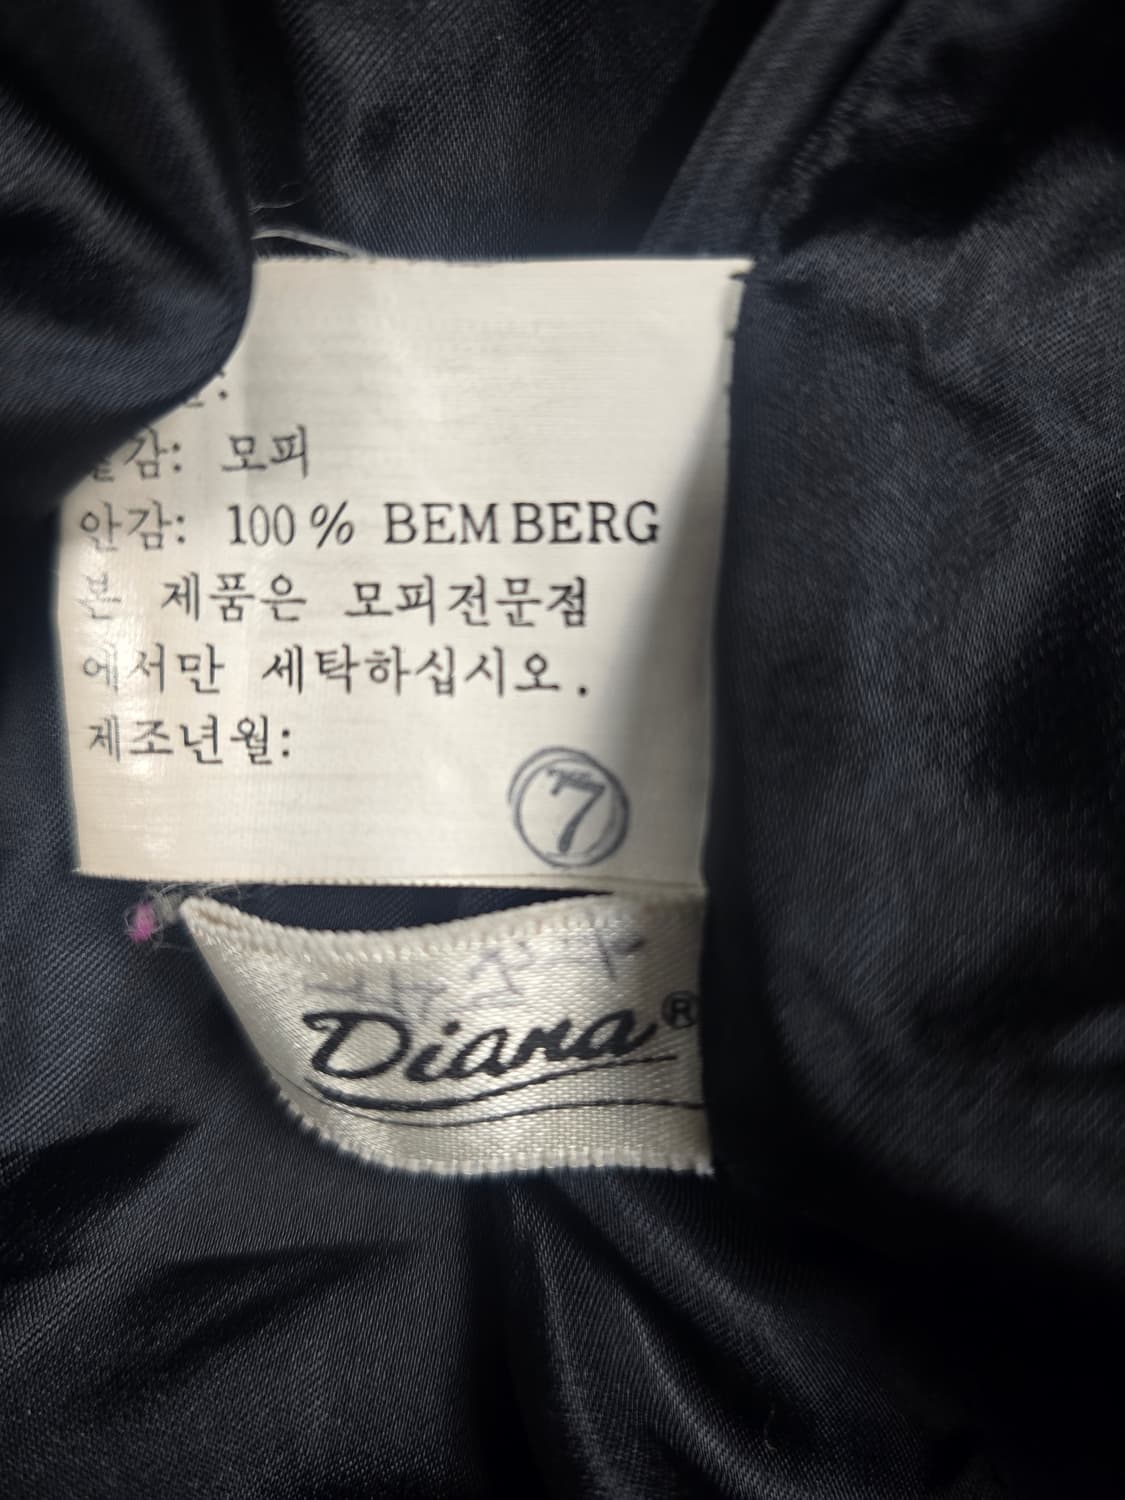 겉감: 모피
안감: 100% BEMBERG
본 제품은 모피전문점
에서만 세탁하십시오.
제조년월:
7
Diana®